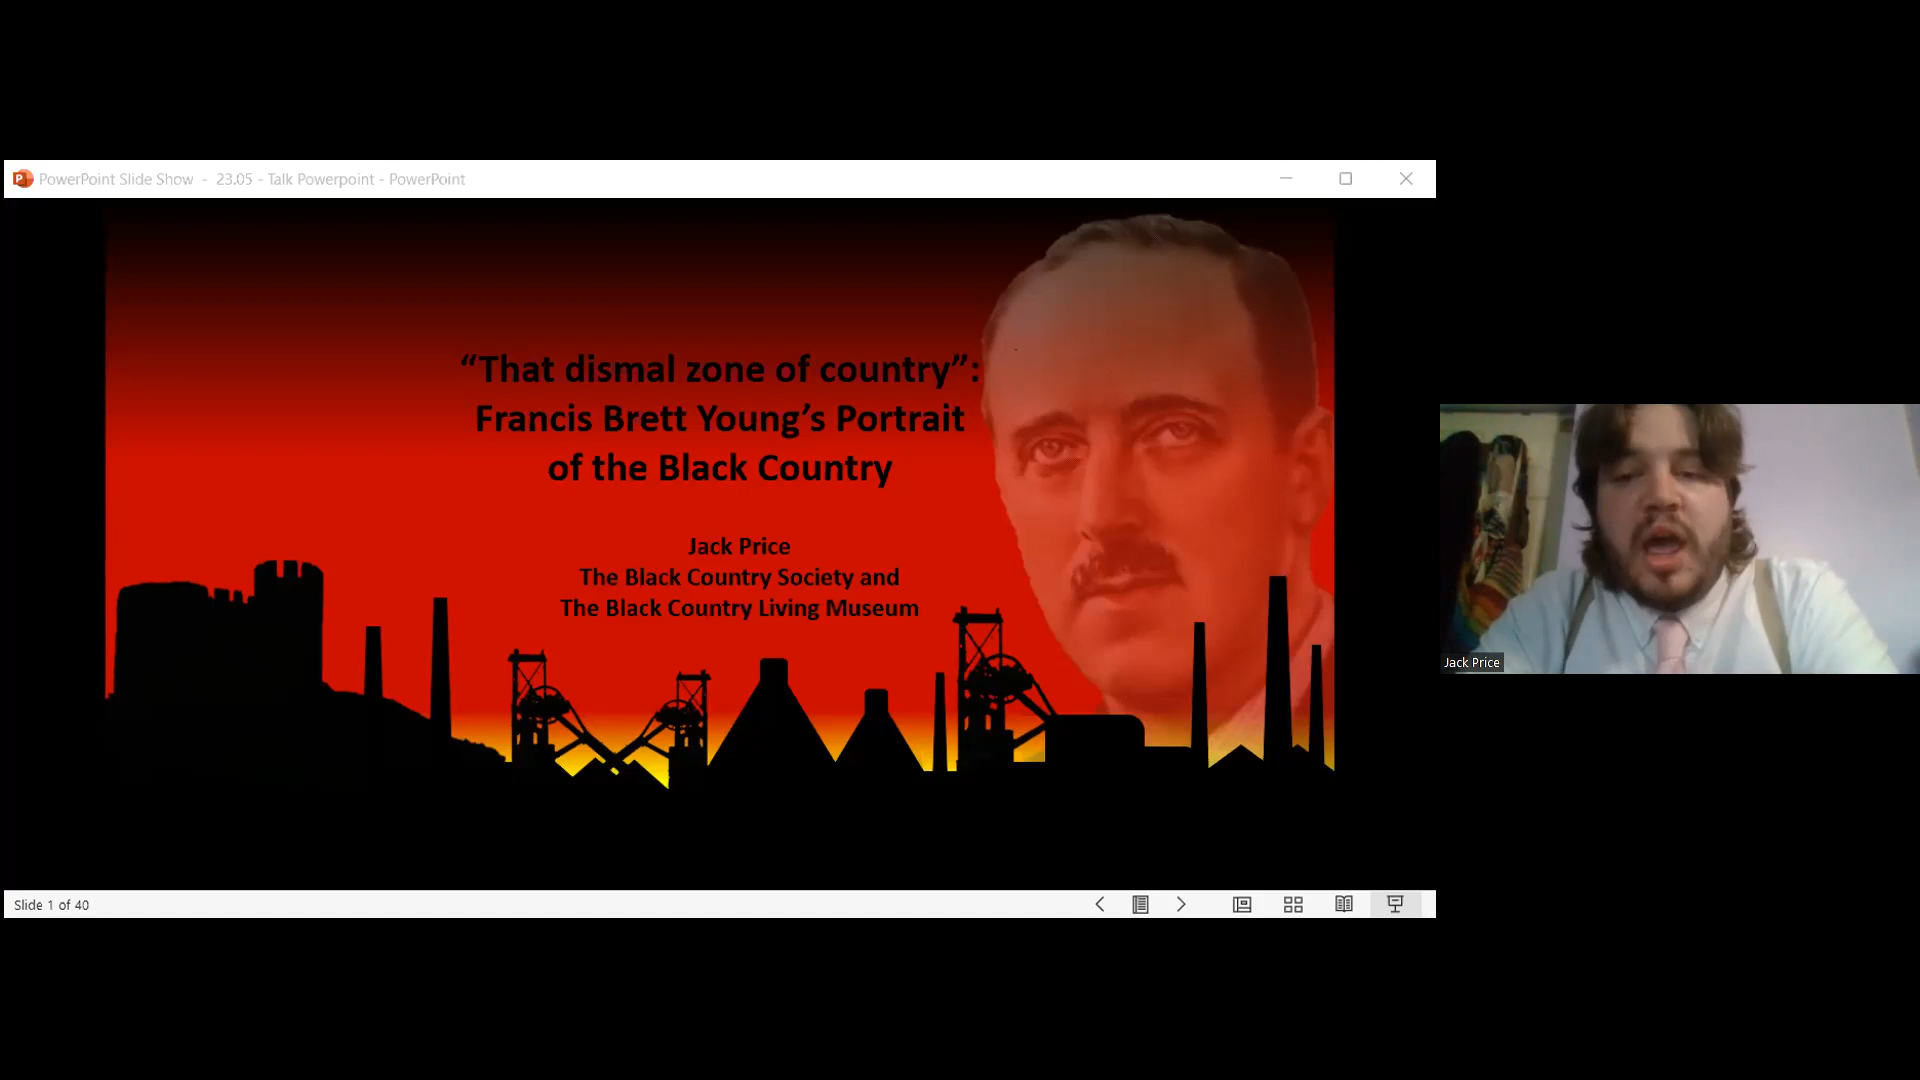 PowerPoint Slide Show - 23.05 - Talk Powerpoint - PowerPoint
“That dismal zone of country”:
Francis Brett Young’s Portrait
of the Black Country
Jack Price
The Black Country Society and
The Black Country Living Museum
Jack Price
Slide 1 of 40